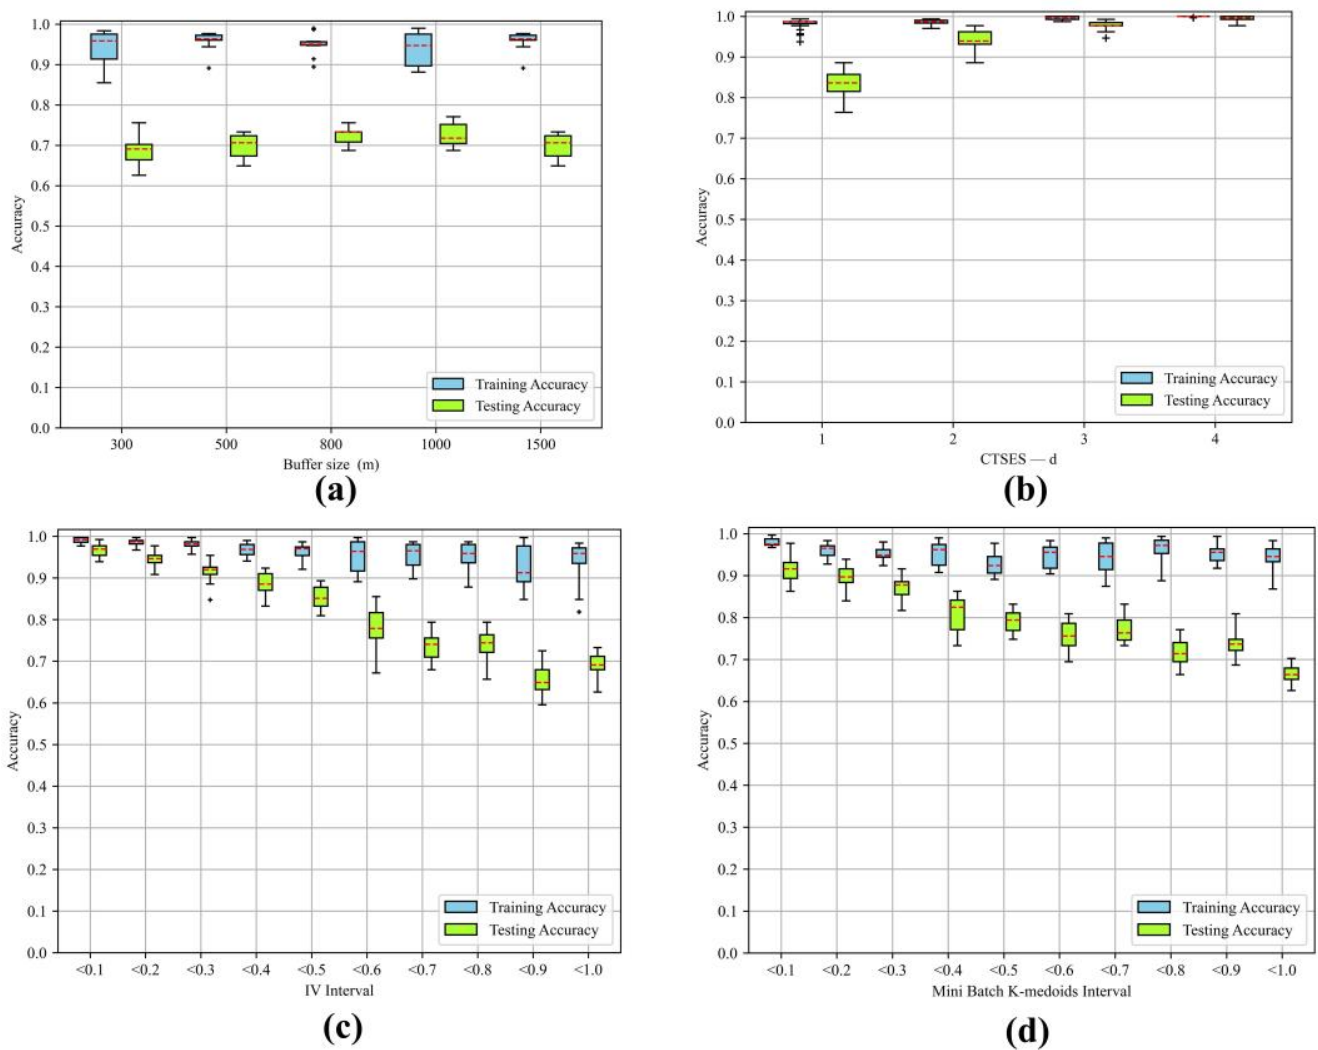 1.0
0.9
0.8
0.7
0.6
0.5
0.4
0.3
0.2
0.1
0.0
Accuracy
Training Accuracy
Testing Accuracy
300 500 800 1000 1500
Buffer size (m)
(a)
1.0
0.9
0.8
0.7
0.6
0.5
0.4
0.3
0.2
0.1
0.0
Accuracy
Training Accuracy
Testing Accuracy
1 2 3 4
CTSES — d
(b)
1.0
0.9
0.8
0.7
0.6
0.5
0.4
0.3
0.2
0.1
0.0
Accuracy
Training Accuracy
Testing Accuracy
<0.1 <0.2 <0.3 <0.4 <0.5 <0.6 <0.7 <0.8 <0.9 <1.0
IV Interval
(c)
1.0
0.9
0.8
0.7
0.6
0.5
0.4
0.3
0.2
0.1
0.0
Accuracy
Training Accuracy
Testing Accuracy
<0.1 <0.2 <0.3 <0.4 <0.5 <0.6 <0.7 <0.8 <0.9 <1.0
Mini Batch K-medoids Interval
(d)